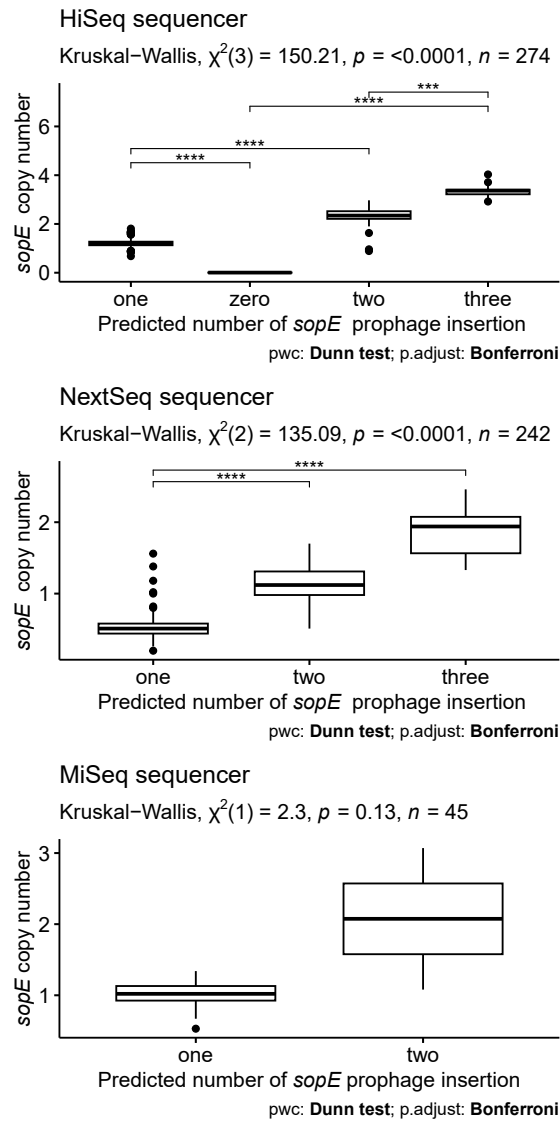 HiSeq sequencer
Kruskal−Wallis, χ²(3) = 150.21, p = <0.0001, n = 274
***
****
****
****
6
4
2
0
sopE copy number
one zero two three
Predicted number of sopE prophage insertion
pwc: Dunn test; p.adjust: Bonferroni
NextSeq sequencer
Kruskal−Wallis, χ²(2) = 135.09, p = <0.0001, n = 242
****
****
2
1
sopE copy number
one two three
Predicted number of sopE prophage insertion
pwc: Dunn test; p.adjust: Bonferroni
MiSeq sequencer
Kruskal−Wallis, χ²(1) = 2.3, p = 0.13, n = 45
3
2
1
sopE copy number
one two
Predicted number of sopE prophage insertion
pwc: Dunn test; p.adjust: Bonferroni